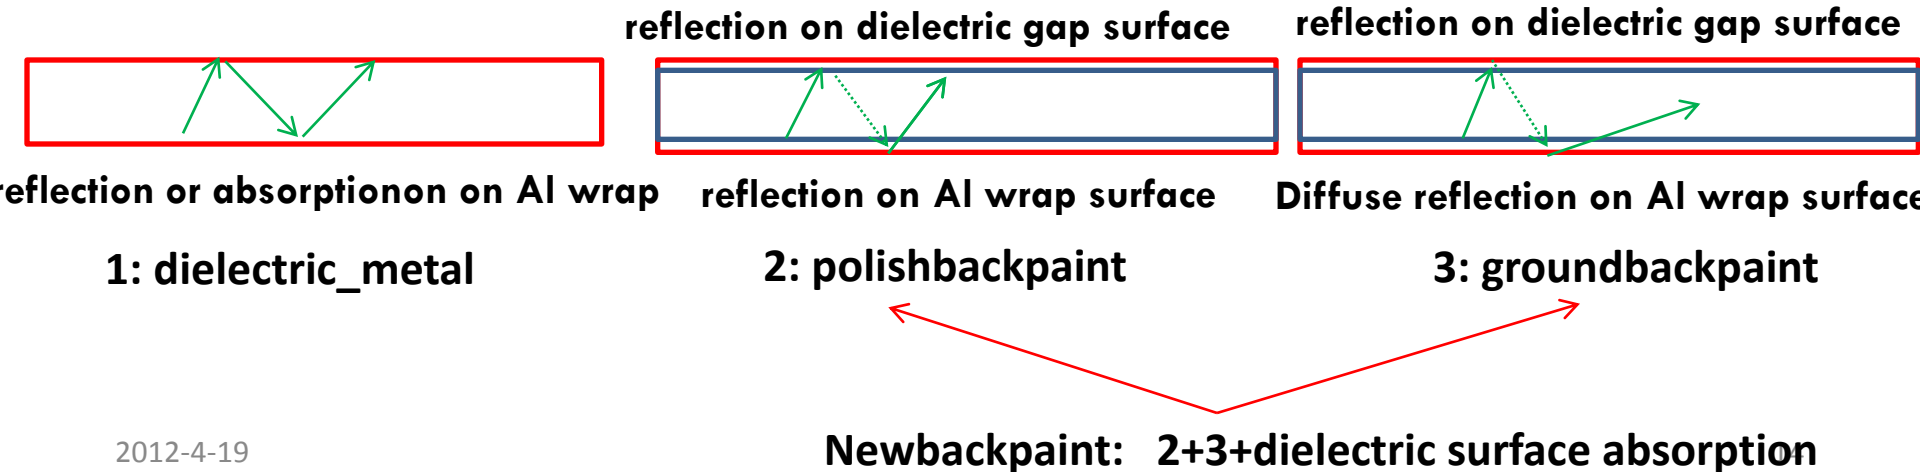 reflection on dielectric gap surface
reflection on dielectric gap surface
reflection or absorptionon on Al wrap
reflection on Al wrap surface
Diffuse reflection on Al wrap surface
1: dielectric_metal
2: polishbackpaint
3: groundbackpaint
2012-4-19
Newbackpaint: 2+3+dielectric surface absorption